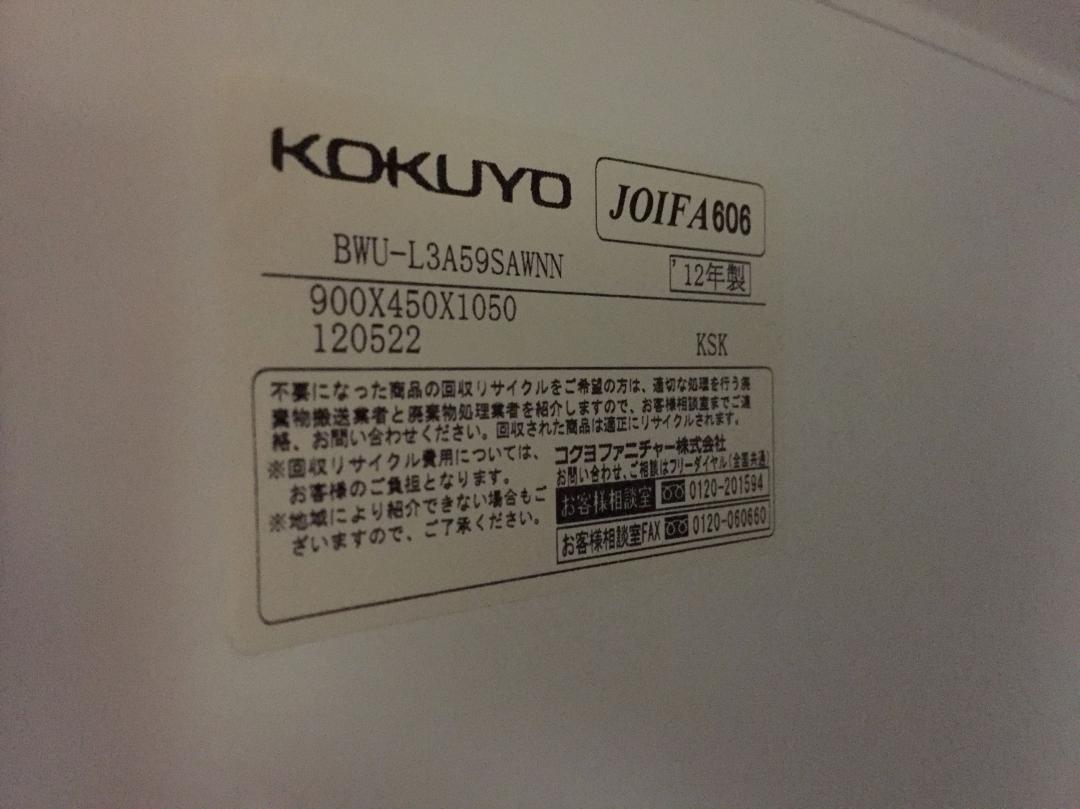 KOKUYO
JOIFA606
BWU-L3A59SAWNN
'12年製
900X450X1050
120522
KSK
不要になった商品の回収リサイクルをご希望の方は、適切な処理を行う廃
棄物搬送業者と廃棄物処理業者を紹介しますので、お客様相談室までご連
絡、お問い合わせください。回収された商品は適正にリサイクルされます。
※回収リサイクル費用については、
お客様のご負担となります。
※地域により紹介できない場合もご
ざいますので、ご了承ください。
コクヨファニチャー株式会社
お問い合わせ、ご相談はフリーダイヤル(全国共通)
お客様相談室 0120-201594
お客様相談室FAX 0120-060660